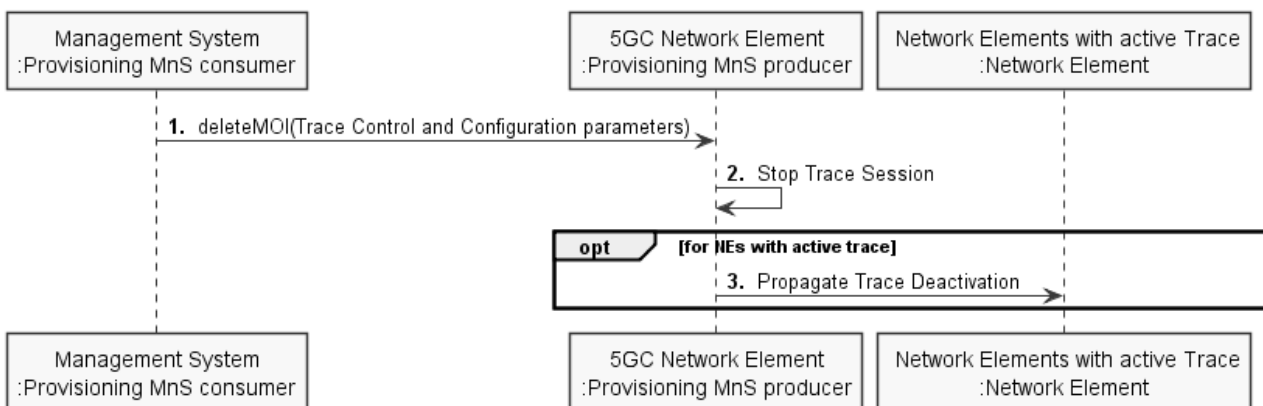 Management System
:Provisioning MnS consumer
5GC Network Element
:Provisioning MnS producer
Network Elements with active Trace
:Network Element
1. deleteMOI(Trace Control and Configuration parameters)
2. Stop Trace Session
opt [for NEs with active trace]
3. Propagate Trace Deactivation
Management System
:Provisioning MnS consumer
5GC Network Element
:Provisioning MnS producer
Network Elements with active Trace
:Network Element